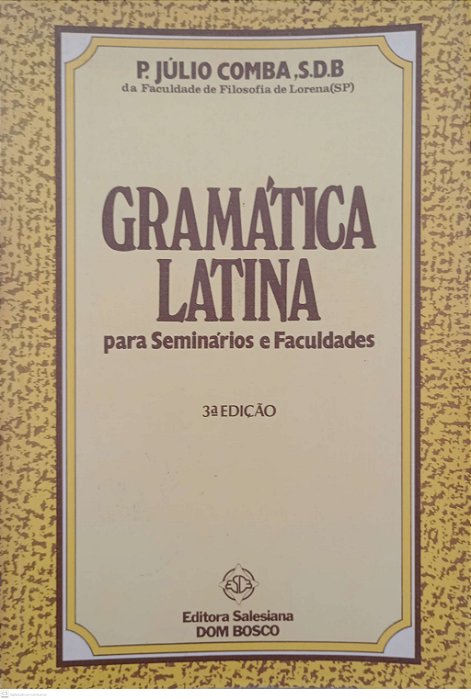 P. JÚLIO COMBA, S.D.B
da Faculdade de Filosofia de Lorena(SP)
GRAMÁTICA
LATINA
para Seminários e Faculdades
3ª EDIÇÃO
Editora Salesiana
DOM BOSCO